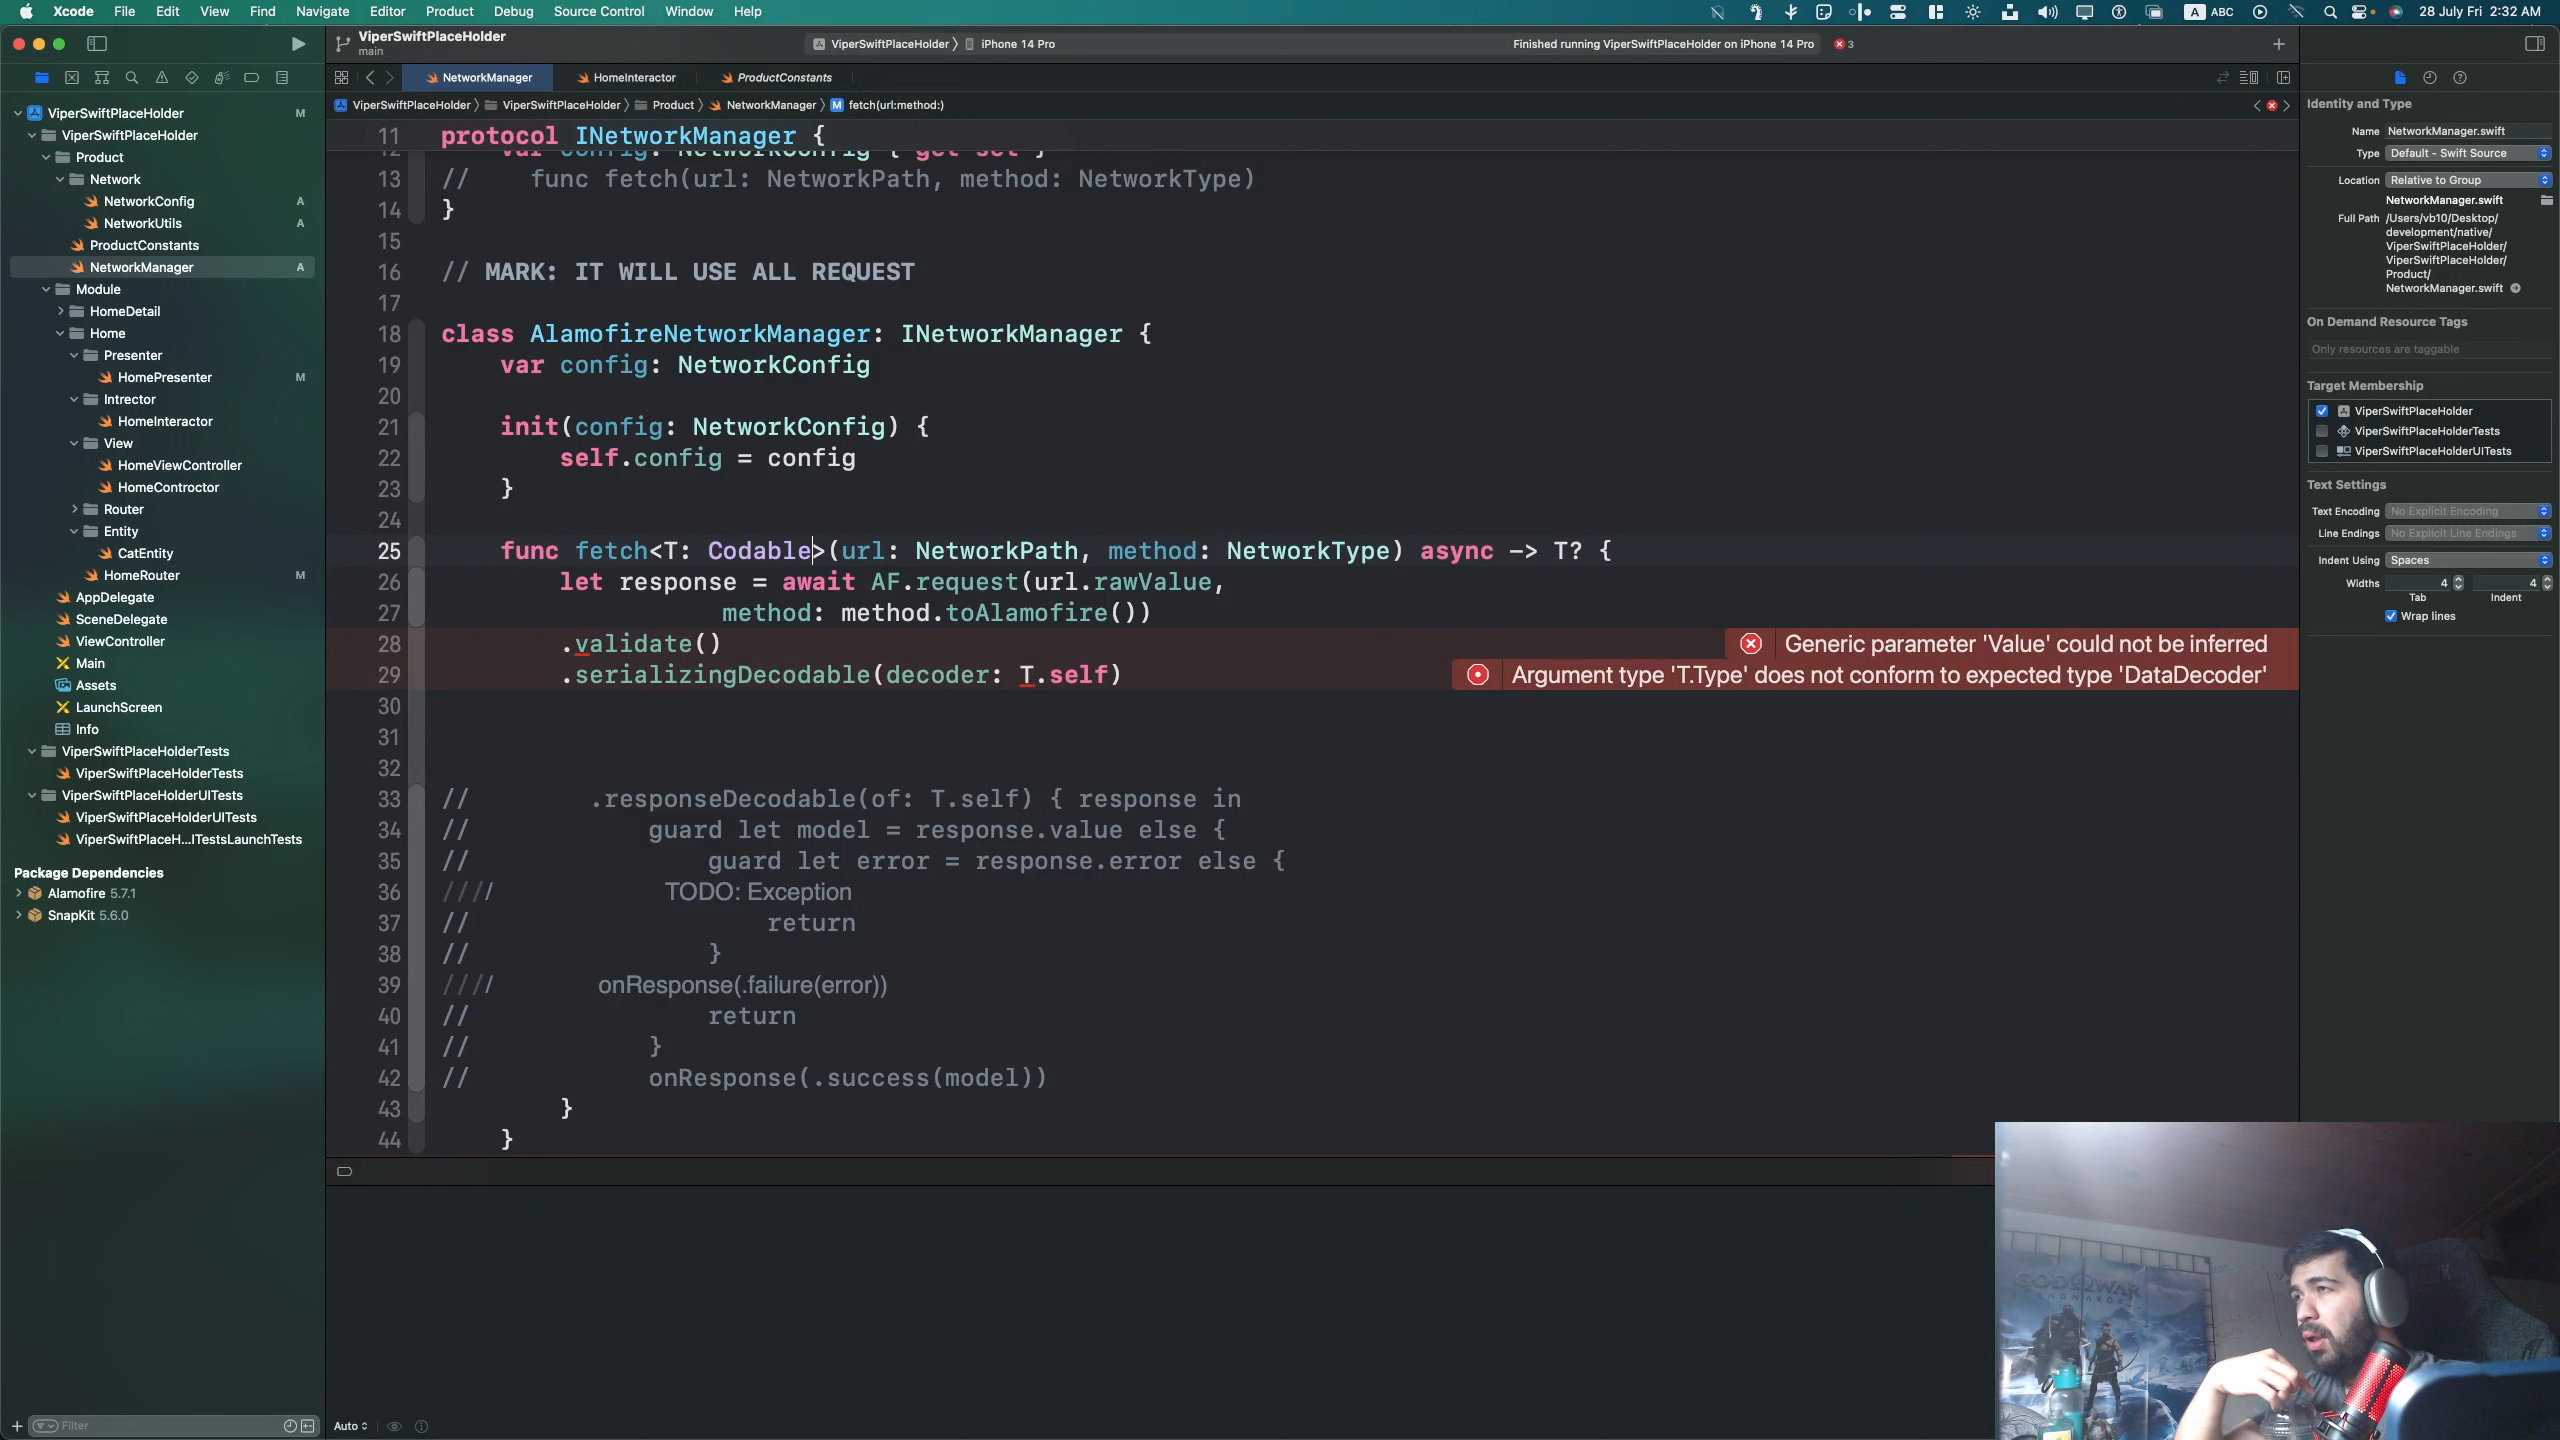 Xcode File Edit View Find Navigate Editor Product Debug Source Control Window Help
A ABC
28 July Fri 2:32 AM
ViperSwiftPlaceHolder
main
ViperSwiftPlaceHolder 〉 iPhone 14 Pro
Finished running ViperSwiftPlaceHolder on iPhone 14 Pro
3
NetworkManager
HomeInteractor
ProductConstants
ViperSwiftPlaceHolder 〉 ViperSwiftPlaceHolder 〉 Product 〉 NetworkManager 〉 M fetch(url:method:)
ViperSwiftPlaceHolder M
ViperSwiftPlaceHolder
Product
Network
NetworkConfig A
NetworkUtils A
ProductConstants
NetworkManager A
Module
HomeDetail
Home
Presenter
HomePresenter M
Intrector
HomeInteractor
View
HomeViewController
HomeControctor
Router
Entity
CatEntity
HomeRouter M
AppDelegate
SceneDelegate
ViewController
Main
Assets
LaunchScreen
Info
ViperSwiftPlaceHolderTests
ViperSwiftPlaceHolderTests
ViperSwiftPlaceHolderUITests
ViperSwiftPlaceHolderUITests
ViperSwiftPlaceH...ITestsLaunchTests
Package Dependencies
Alamofire 5.7.1
SnapKit 5.6.0
Filter
11 protocol INetworkManager {
12 var config: NetworkConfig { get set }
13 // func fetch(url: NetworkPath, method: NetworkType)
14 }
15
16 // MARK: IT WILL USE ALL REQUEST
17
18 class AlamofireNetworkManager: INetworkManager {
19 var config: NetworkConfig
20
21 init(config: NetworkConfig) {
22 self.config = config
23 }
24
25 func fetch<T: Codable>(url: NetworkPath, method: NetworkType) async -> T? {
26 let response = await AF.request(url.rawValue,
27 method: method.toAlamofire())
28 .validate()
Generic parameter 'Value' could not be inferred
29 .serializingDecodable(decoder: T.self)
Argument type 'T.Type' does not conform to expected type 'DataDecoder'
30
31
32
33 // .responseDecodable(of: T.self) { response in
34 // guard let model = response.value else {
35 // guard let error = response.error else {
36 //// TODO: Exception
37 // return
38 // }
39 //// onResponse(.failure(error))
40 // return
41 // }
42 // onResponse(.success(model))
43 }
44 }
Auto
Identity and Type
Name NetworkManager.swift
Type Default - Swift Source
Location Relative to Group
NetworkManager.swift
Full Path /Users/vb10/Desktop/
development/native/
ViperSwiftPlaceHolder/
ViperSwiftPlaceHolder/
Product/
NetworkManager.swift
On Demand Resource Tags
Only resources are taggable
Target Membership
ViperSwiftPlaceHolder
ViperSwiftPlaceHolderTests
ViperSwiftPlaceHolderUITests
Text Settings
Text Encoding No Explicit Encoding
Line Endings No Explicit Line Endings
Indent Using Spaces
Widths 4 4
Tab Indent
Wrap lines
GOD OF WAR
RAGNARÖK